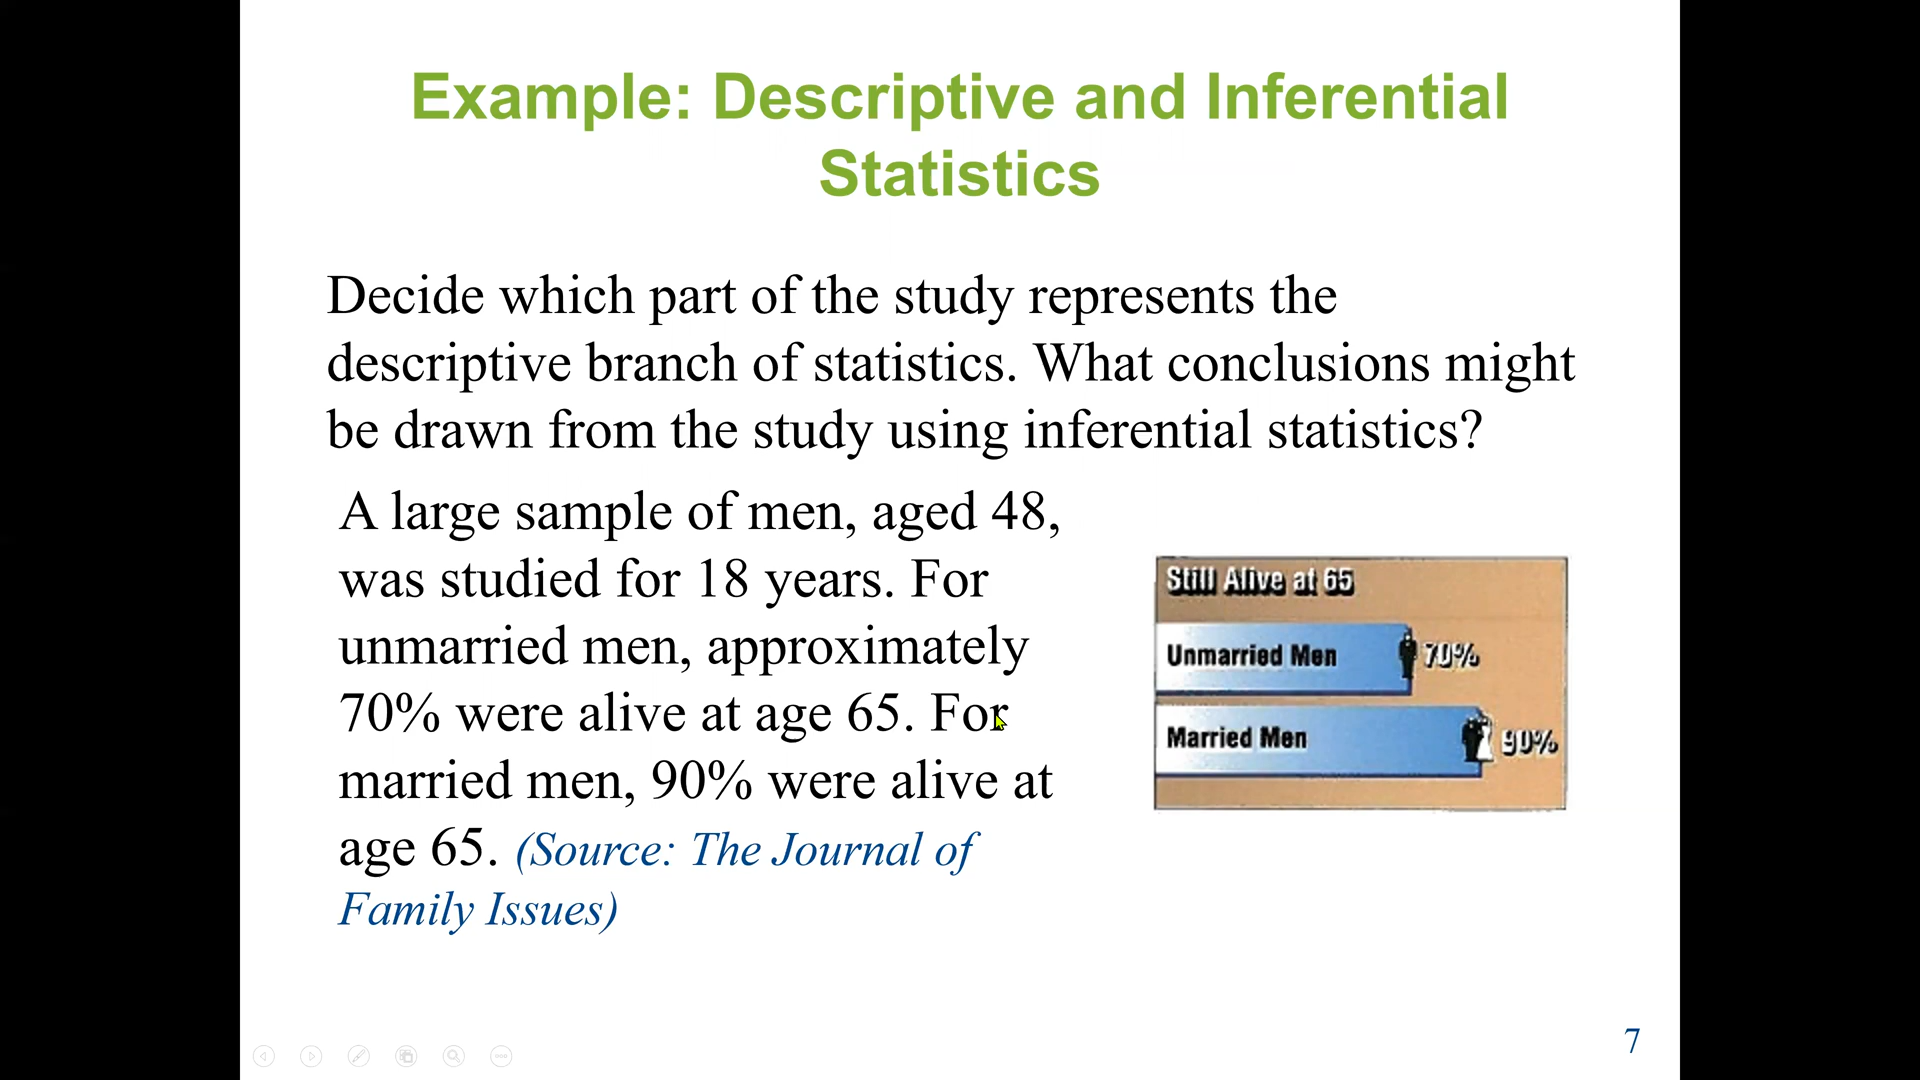 Example: Descriptive and Inferential
Statistics
Decide which part of the study represents the
descriptive branch of statistics. What conclusions might
be drawn from the study using inferential statistics?
A large sample of men, aged 48,
was studied for 18 years. For
unmarried men, approximately
70% were alive at age 65. For
married men, 90% were alive at
age 65. (Source: The Journal of
Family Issues)
Still Alive at 65
Unmarried Men 70%
Married Men 90%
7